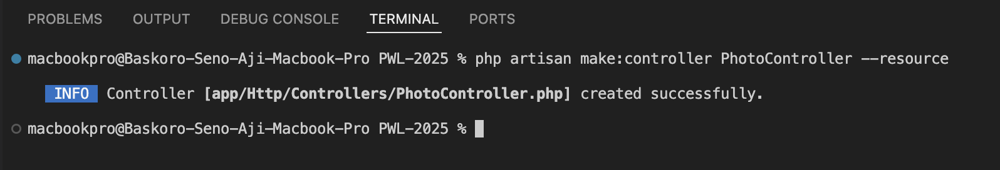 PROBLEMS OUTPUT DEBUG CONSOLE TERMINAL PORTS
macbookpro@Baskoro-Seno-Aji-Macbook-Pro PWL-2025 % php artisan make:controller PhotoController --resource
INFO Controller [app/Http/Controllers/PhotoController.php] created successfully.
macbookpro@Baskoro-Seno-Aji-Macbook-Pro PWL-2025 %